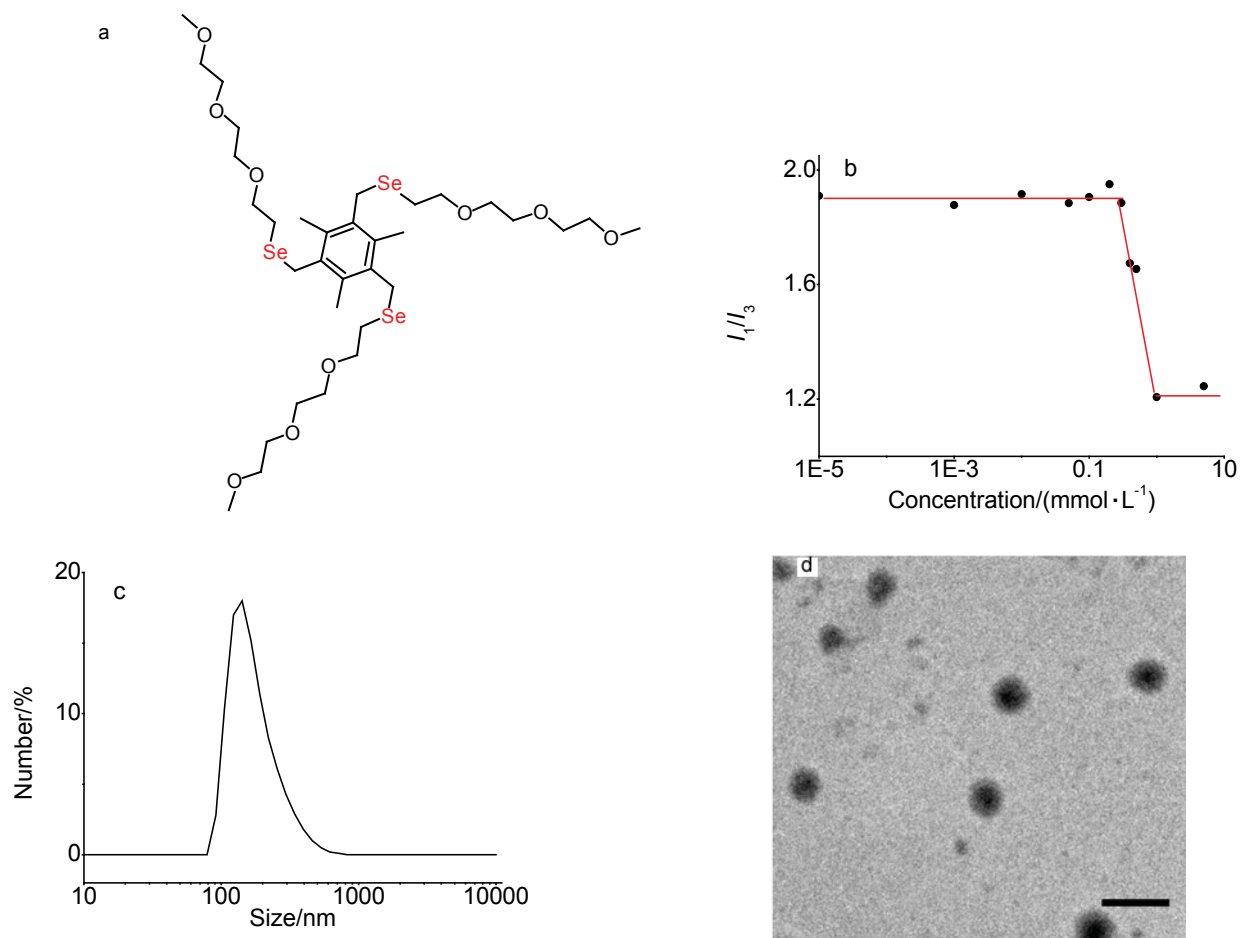 a
O
O
O
Se
Se
O
O
O
Se
O
O
O
b
2.0
1.6
1.2
I₁/I₃
1E-5
1E-3
0.1
10
Concentration/(mmol·L⁻¹)
c
20
10
0
Number/%
10
100
1000
10000
Size/nm
d